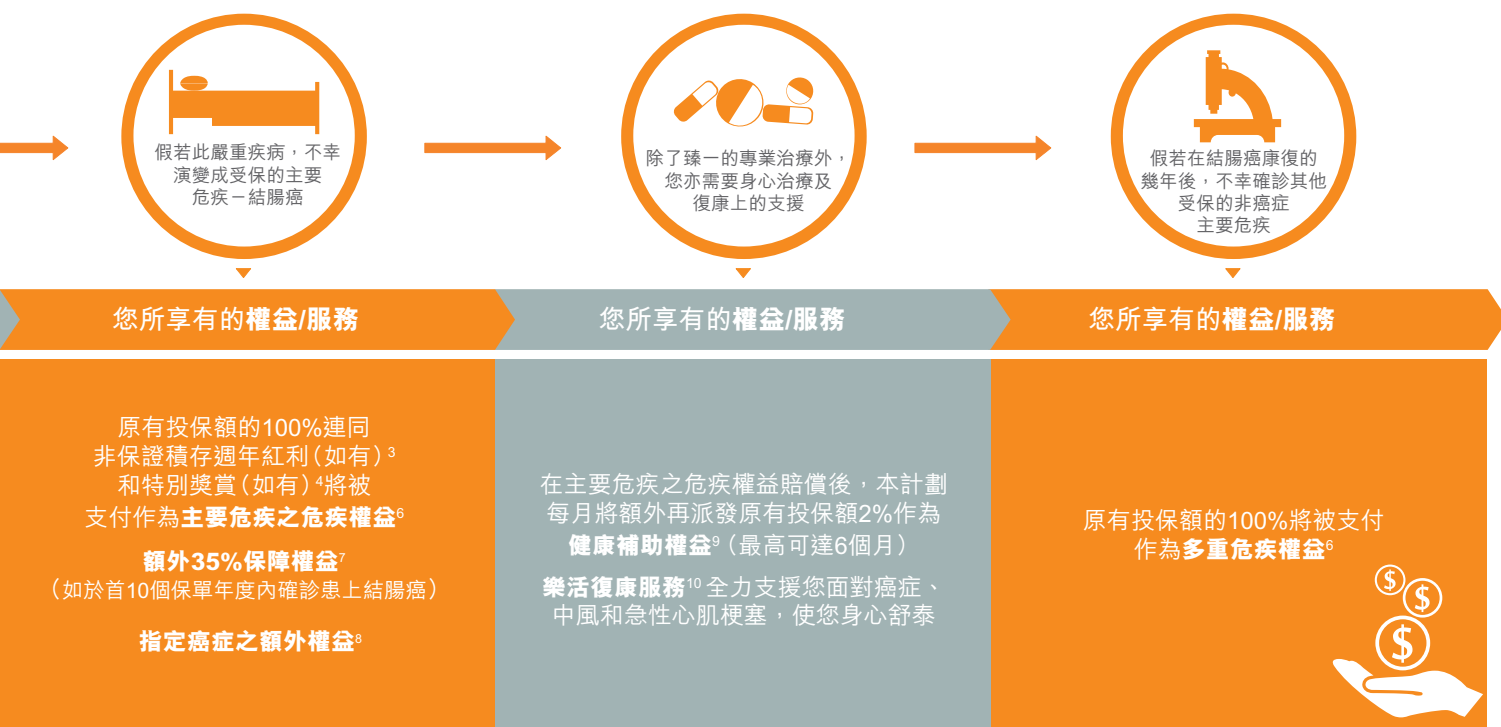 假若此嚴重疾病，不幸
演變成受保的主要
危疾－結腸癌
除了臻一的專業治療外，
您亦需要身心治療及
復康上的支援
假若在結腸癌康復的
幾年後，不幸確診其他
受保的非癌症
主要危疾
您所享有的權益/服務
您所享有的權益/服務
您所享有的權益/服務
原有投保額的100%連同
非保證積存週年紅利（如有）3
和特別獎賞（如有）4將被
支付作為主要危疾之危疾權益6
額外35%保障權益7
（如於首10個保單年度內確診患上結腸癌）
指定癌症之額外權益8
在主要危疾之危疾權益賠償後，本計劃
每月將額外再派發原有投保額2%作為
健康補助權益9（最高可達6個月）
樂活復康服務10 全力支援您面對癌症、
中風和急性心肌梗塞，使您身心舒泰
原有投保額的100%將被支付
作為多重危疾權益6
$
$
$